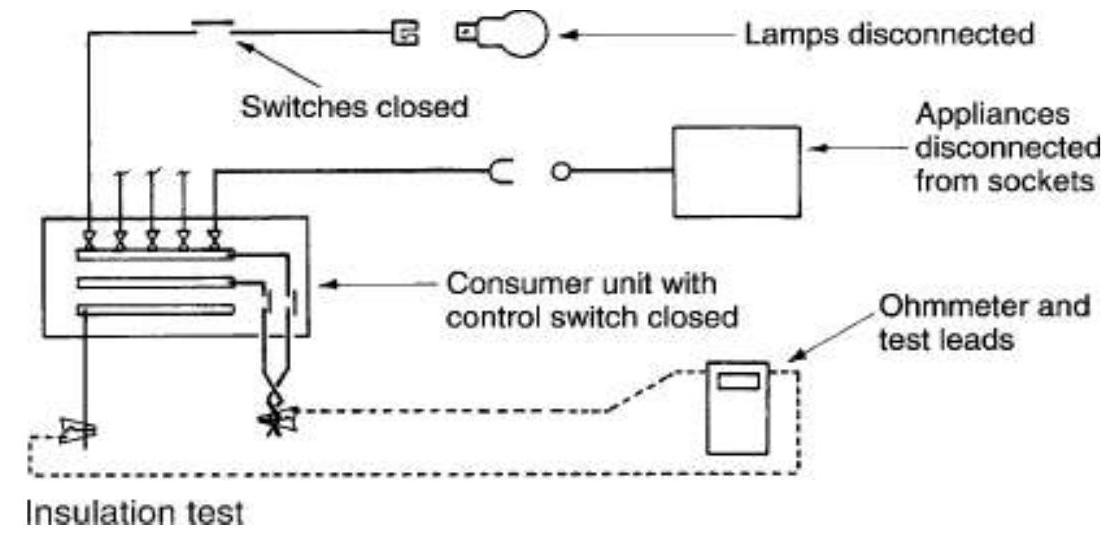 Lamps disconnected
Switches closed
Appliances
disconnected
from sockets
Consumer unit with
control switch closed
Ohmmeter and
test leads
Insulation test